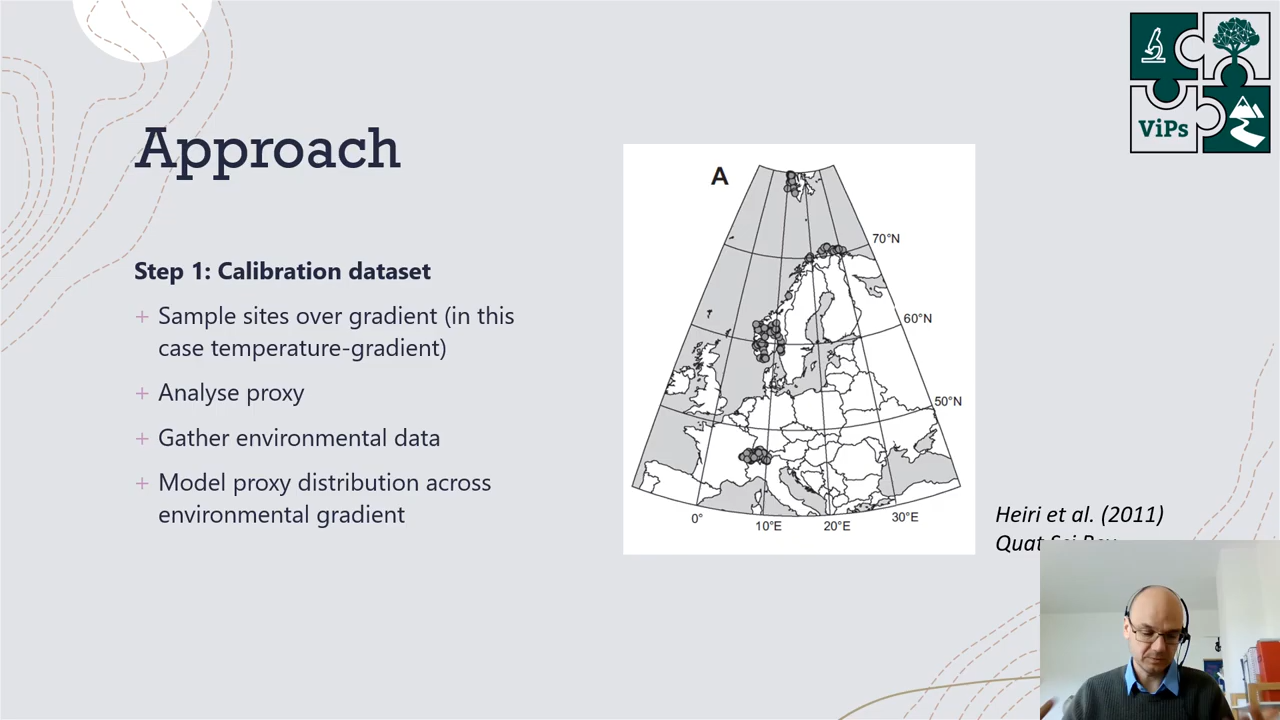 ViPs
Approach
A
70°N
60°N
50°N
0°
10°E
20°E
30°E
Step 1: Calibration dataset
+ Sample sites over gradient (in this
case temperature-gradient)
+ Analyse proxy
+ Gather environmental data
+ Model proxy distribution across
environmental gradient
Heiri et al. (2011)
Quat